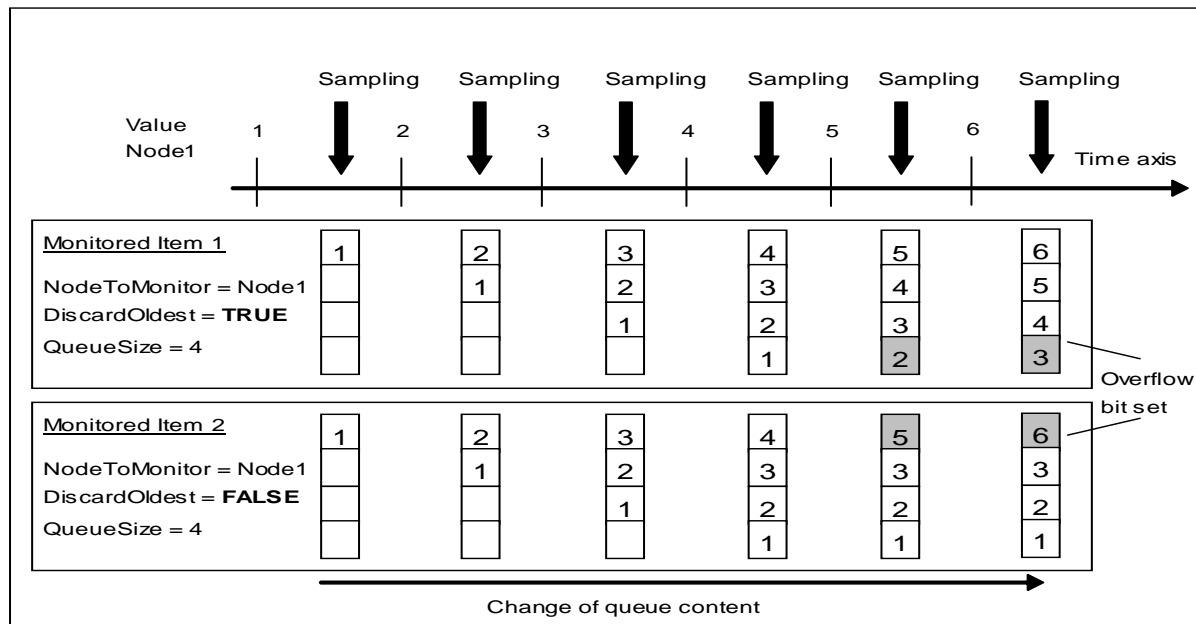 Sampling Sampling Sampling Sampling Sampling Sampling
Value
Node1
1 2 3 4 5 6
Time axis
Monitored Item 1
NodeToMonitor = Node1
DiscardOldest = TRUE
QueueSize = 4
1 2 3 4 5 6
1 2 3 4 5
1 2 3 4
1 2 3
Overflow
bit set
Monitored Item 2
NodeToMonitor = Node1
DiscardOldest = FALSE
QueueSize = 4
1 2 3 4 5 6
1 2 3 3 3
1 2 2 2
1 1 1
Change of queue content